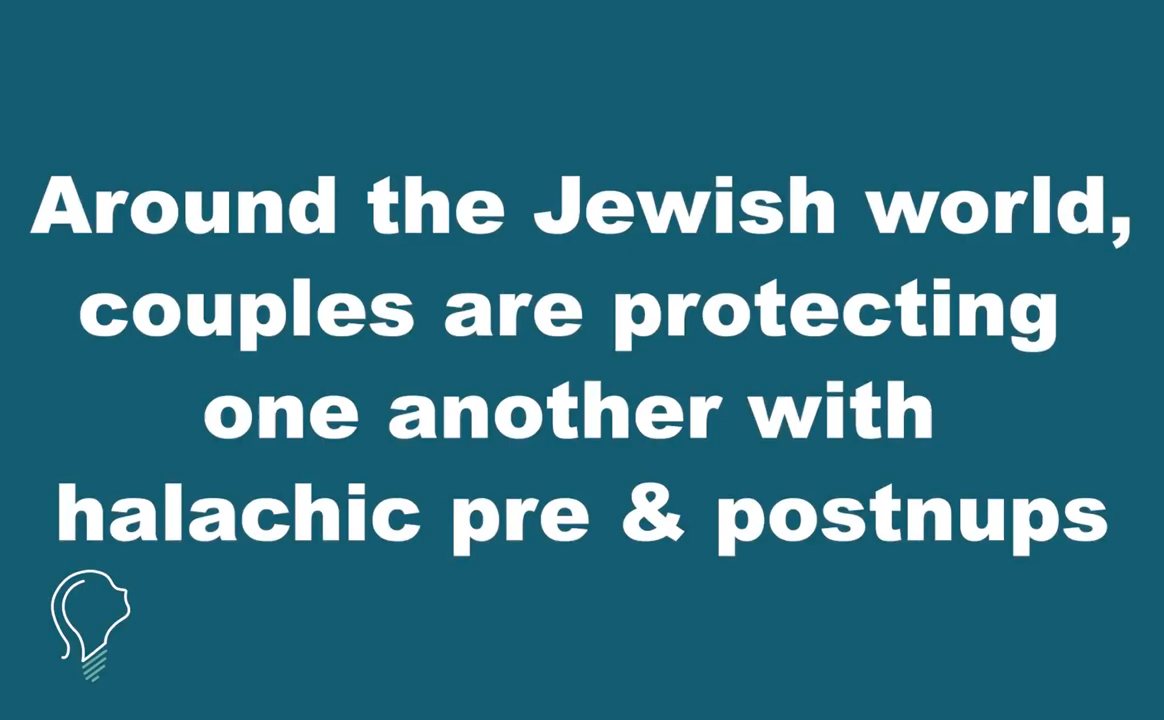 Around the Jewish world,
couples are protecting
one another with
halachic pre & postnups